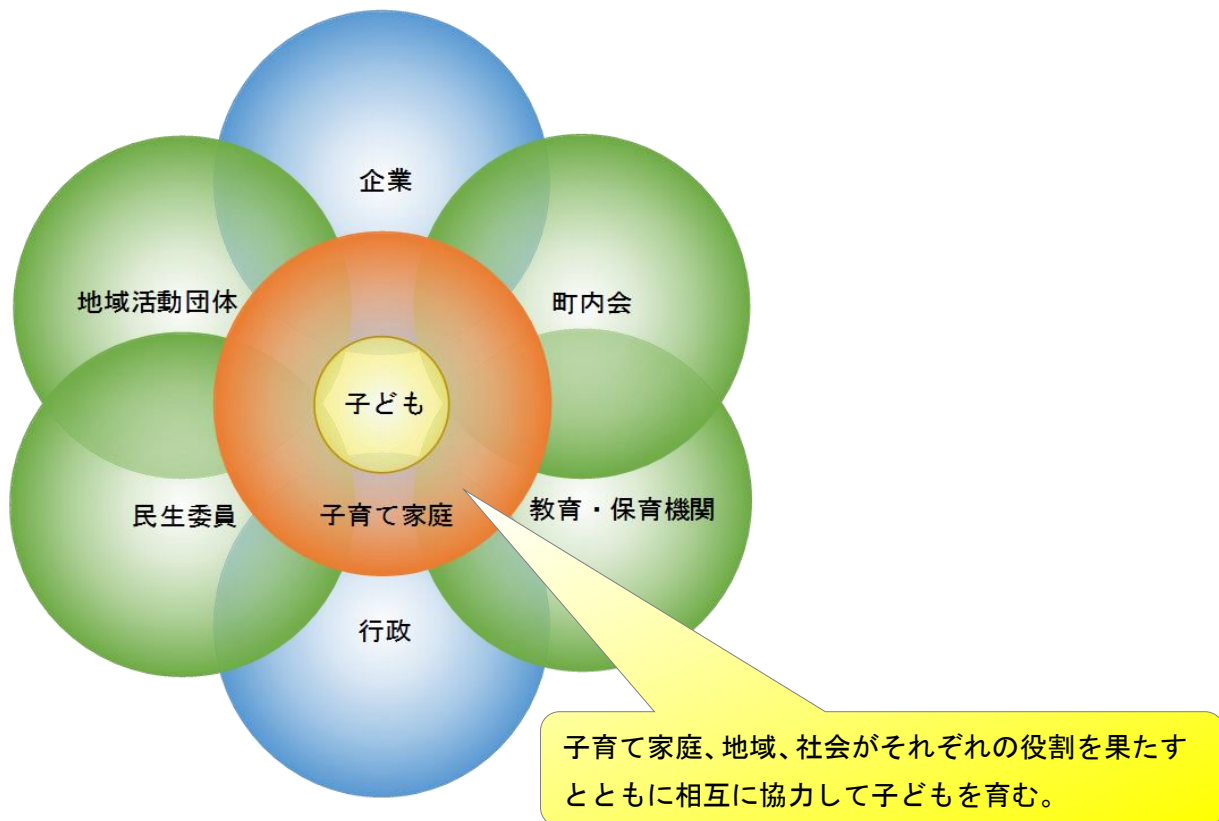 企業
地域活動団体
町内会
子ども
民生委員
子育て家庭
教育・保育機関
行政
子育て家庭、地域、社会がそれぞれの役割を果たす
とともに相互に協力して子どもを育む。